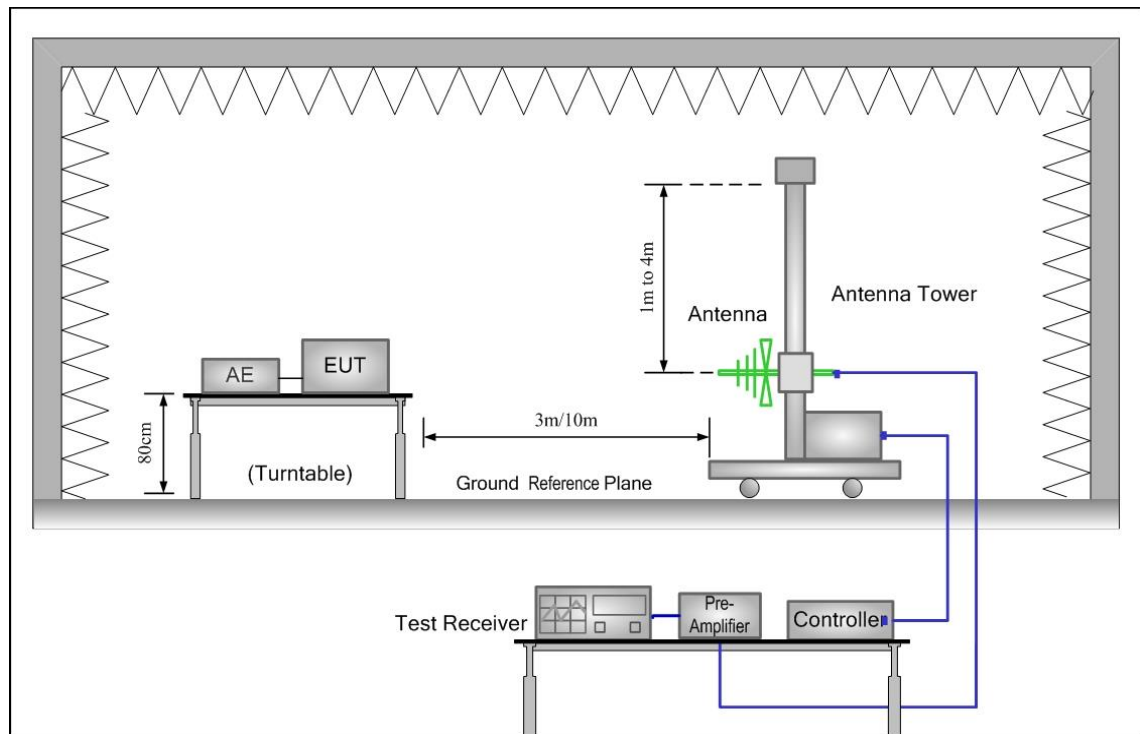 1m to 4m
Antenna Tower
Antenna
EUT
AE
3m/10m
80cm
(Turntable)
Ground Reference Plane
Test Receiver
Pre-
Amplifier
Controller